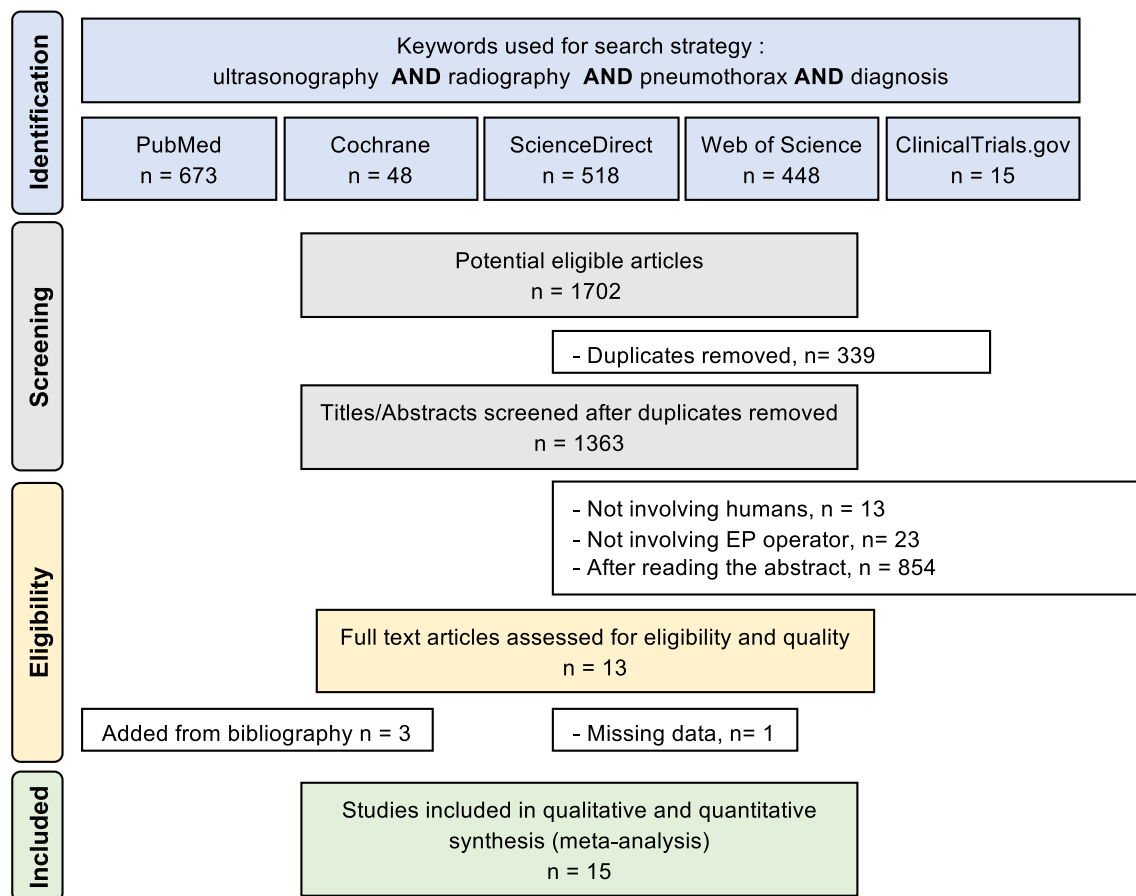 Identification
Keywords used for search strategy :
ultrasonography AND radiography AND pneumothorax AND diagnosis
PubMed
n = 673
Cochrane
n = 48
ScienceDirect
n = 518
Web of Science
n = 448
ClinicalTrials.gov
n = 15
Screening
Potential eligible articles
n = 1702
- Duplicates removed, n= 339
Titles/Abstracts screened after duplicates removed
n = 1363
Eligibility
- Not involving humans, n = 13
- Not involving EP operator, n= 23
- After reading the abstract, n = 854
Full text articles assessed for eligibility and quality
n = 13
Added from bibliography n = 3
- Missing data, n= 1
Included
Studies included in qualitative and quantitative
synthesis (meta-analysis)
n = 15